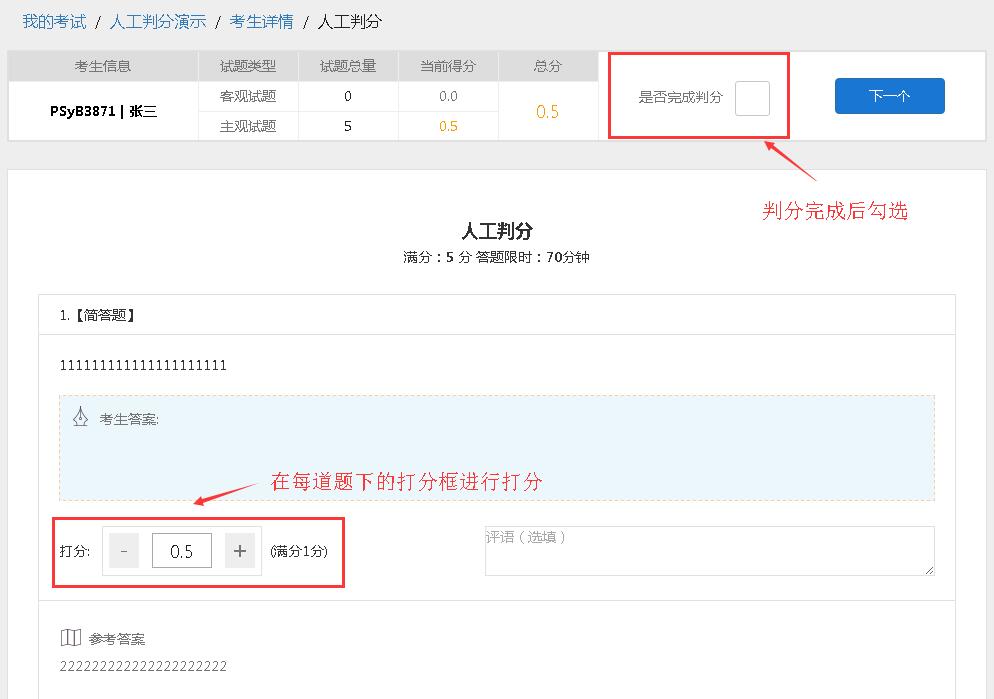 我的考试 / 人工判分演示 / 考生详情 / 人工判分
考生信息 试题类型 试题总量 当前得分 总分
PSyB3871 | 张三
客观试题 0 0.0
主观试题 5 0.5
0.5
是否完成判分
下一个
判分完成后勾选
人工判分
满分：5 分 答题限时：70分钟
1.【简答题】
111111111111111111111
考生答案:
在每道题下的打分框进行打分
打分: - 0.5 + (满分1分)
评语（选填）
参考答案
222222222222222222222